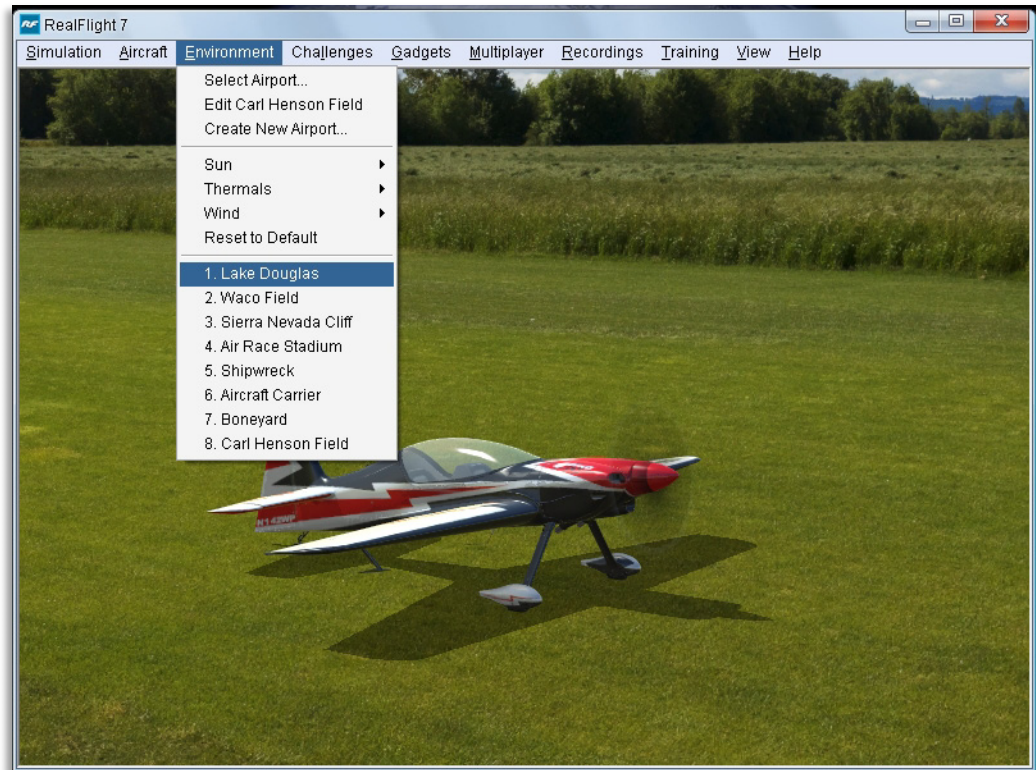 RF RealFlight 7
Simulation Aircraft Environment Challenges Gadgets Multiplayer Recordings Training View Help
Select Airport...
Edit Carl Henson Field
Create New Airport...
Sun
Thermals
Wind
Reset to Default
1. Lake Douglas
2. Waco Field
3. Sierra Nevada Cliff
4. Air Race Stadium
5. Shipwreck
6. Aircraft Carrier
7. Boneyard
8. Carl Henson Field
N142WP